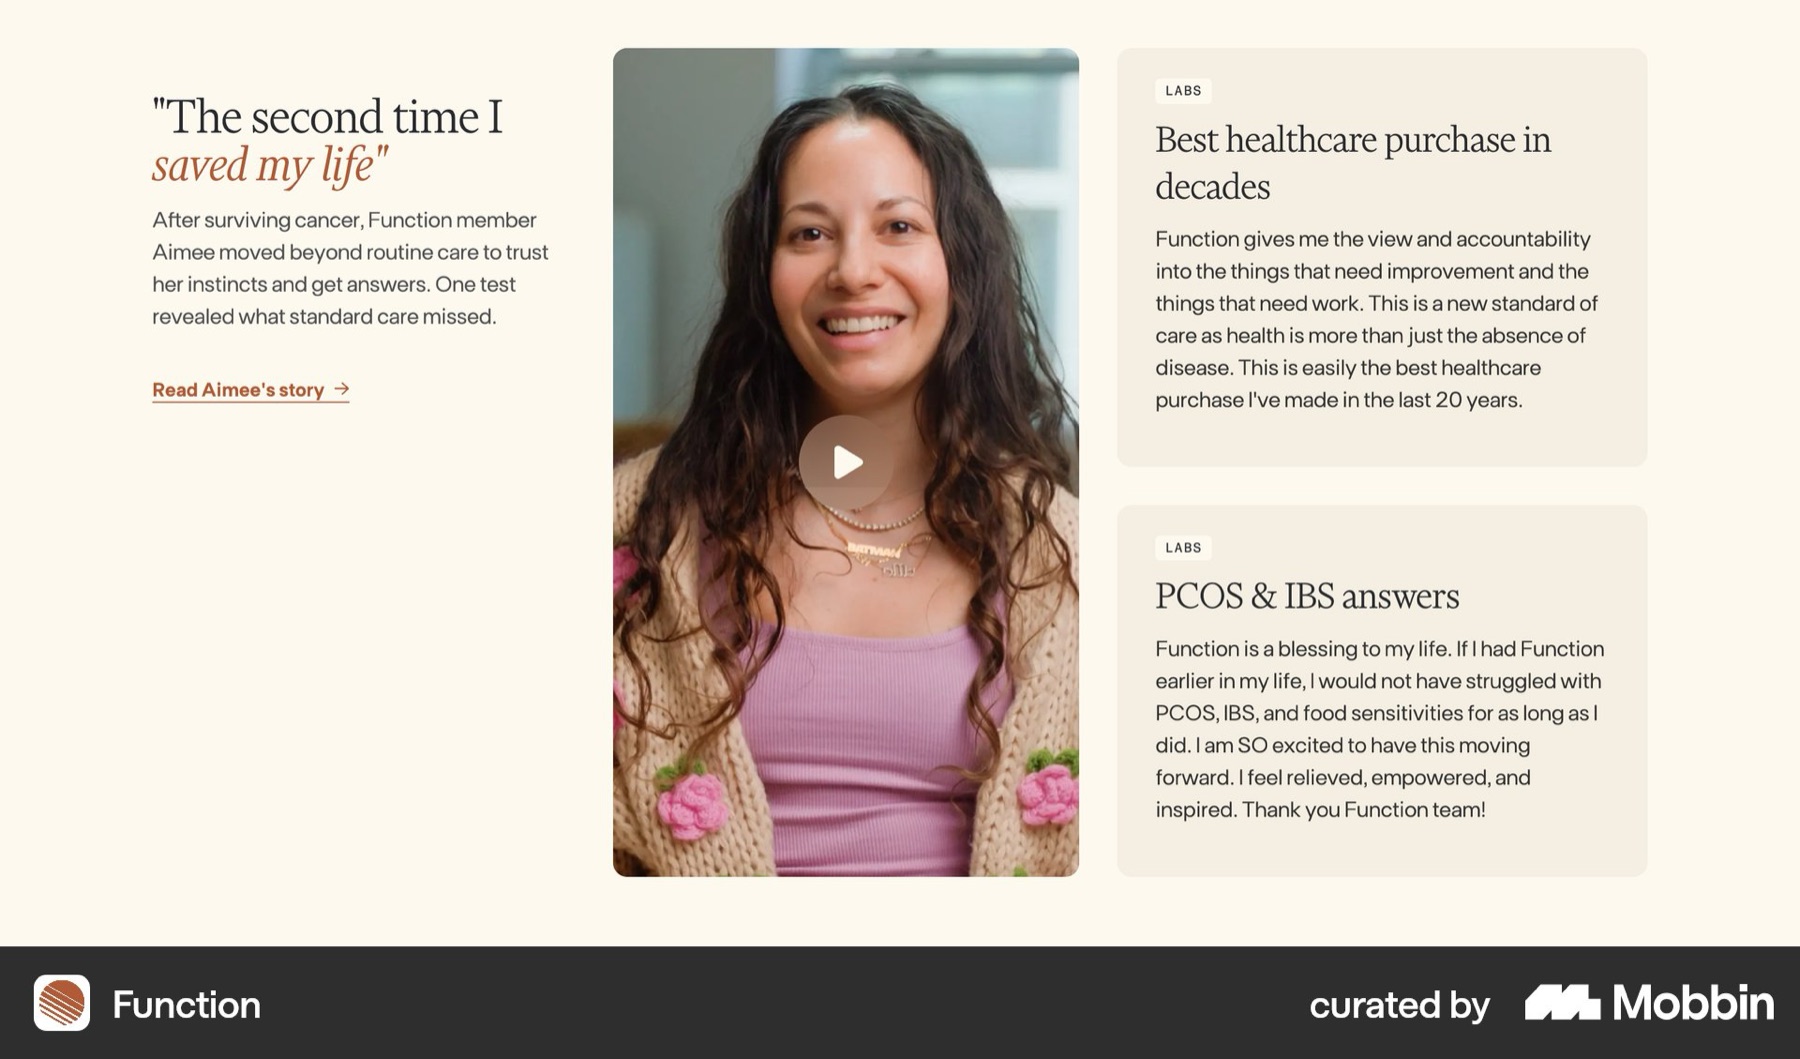 "The second time I
saved my life"
After surviving cancer, Function member
Aimee moved beyond routine care to trust
her instincts and get answers. One test
revealed what standard care missed.
Read Aimee's story →
BATMAN
LABS
Best healthcare purchase in
decades
Function gives me the view and accountability
into the things that need improvement and the
things that need work. This is a new standard of
care as health is more than just the absence of
disease. This is easily the best healthcare
purchase I've made in the last 20 years.
LABS
PCOS & IBS answers
Function is a blessing to my life. If I had Function
earlier in my life, I would not have struggled with
PCOS, IBS, and food sensitivities for as long as I
did. I am SO excited to have this moving
forward. I feel relieved, empowered, and
inspired. Thank you Function team!
Function
curated by Mobbin